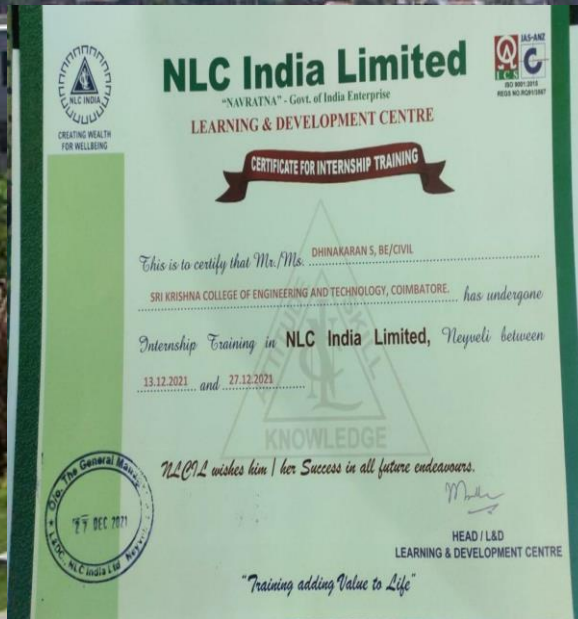 NLC INDIA
CREATING WEALTH
FOR WELLBEING
NLC India Limited
"NAVRATNA" - Govt. of India Enterprise
LEARNING & DEVELOPMENT CENTRE
JAS-ANZ
ICS
ISO 9001:2015
CERTIFICATE FOR INTERNSHIP TRAINING
This is to certify that Mr./Ms. DHINAKARAN S, BE/CIVIL
SRI KRISHNA COLLEGE OF ENGINEERING AND TECHNOLOGY, COIMBATORE. has undergone
Internship Training in NLC India Limited, Neyveli between
13.12.2021 and 27.12.2021
SKILL
KNOWLEDGE
NLCIL wishes him / her Success in all future endeavours.
O/o. The General
27 DEC 2021
L&DC., NLC India Ltd
HEAD / L&D
LEARNING & DEVELOPMENT CENTRE
"Training adding Value to Life"